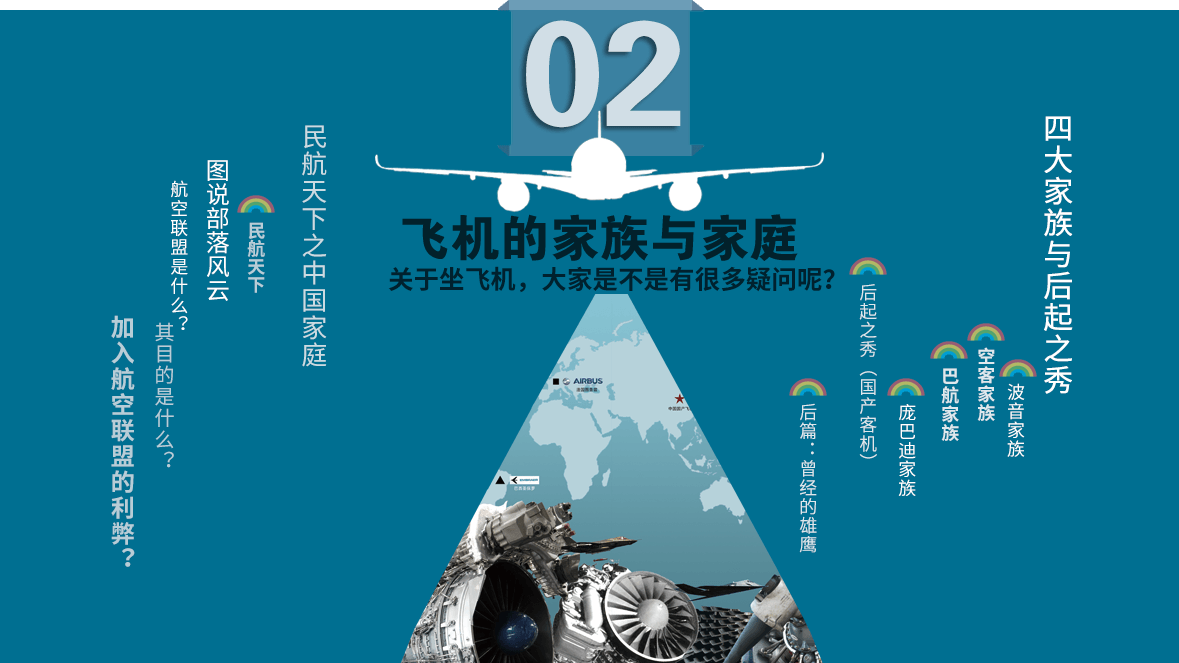 02
飞机的家族与家庭
关于坐飞机，大家是不是有很多疑问呢？
四大家族与后起之秀
波音家族
空客家族
巴航家族
庞巴迪家族
后起之秀（国产客机）
后篇：曾经的雄鹰
民航天下之中国家庭
民航天下
图说部落风云
航空联盟是什么？
其目的是什么？
加入航空联盟的利弊？
AIRBUS